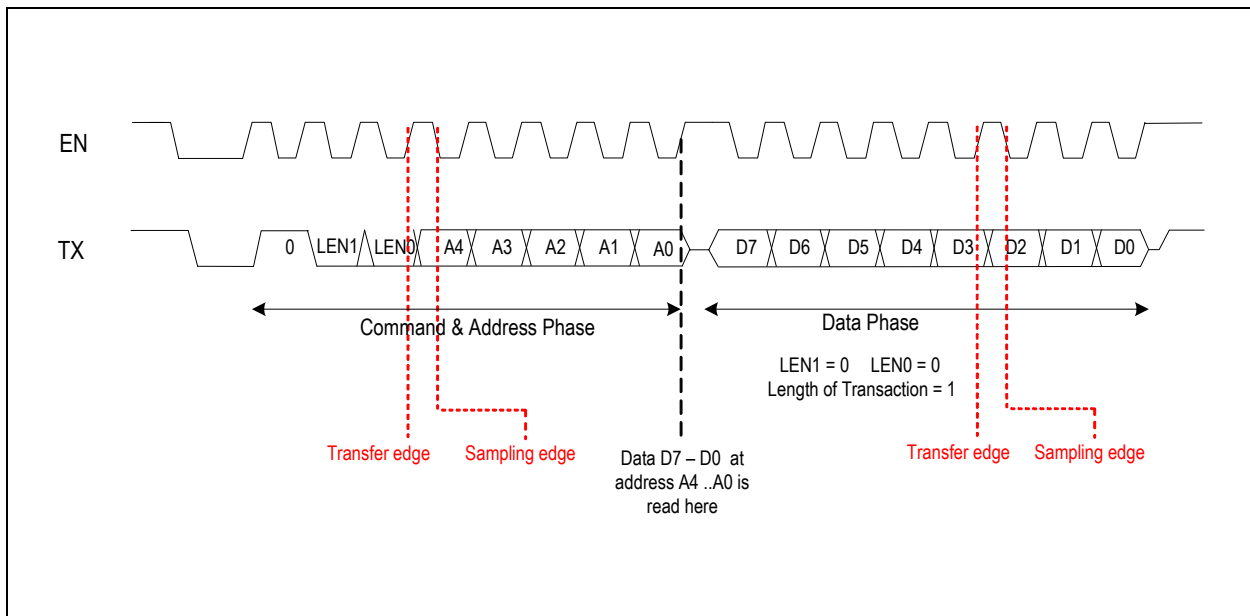 EN
TX
0 LEN1 LEN0 A4 A3 A2 A1 A0 D7 D6 D5 D4 D3 D2 D1 D0
Command & Address Phase
Data Phase
LEN1 = 0 LEN0 = 0
Length of Transaction = 1
Transfer edge
Sampling edge
Data D7 – D0 at
address A4 ..A0 is
read here
Transfer edge
Sampling edge